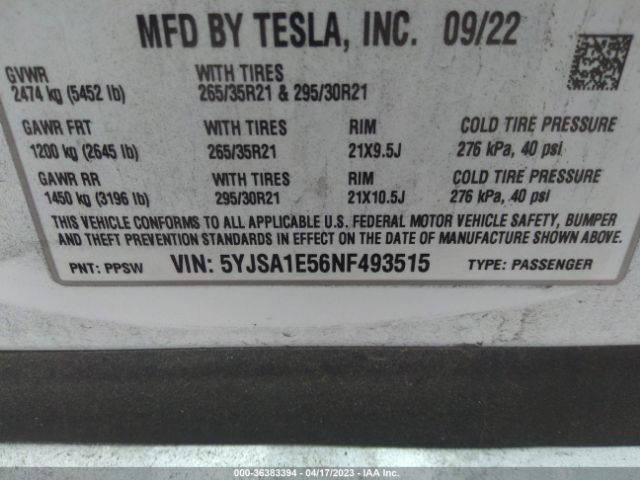 MFD BY TESLA, INC. 09/22
GVWR WITH TIRES
2474 kg (5452 lb) 265/35R21 & 295/30R21
GAWR FRT WITH TIRES RIM COLD TIRE PRESSURE
1200 kg (2645 lb) 265/35R21 21X9.5J 276 kPa, 40 psi
GAWR RR WITH TIRES RIM COLD TIRE PRESSURE
1450 kg (3196 lb) 295/30R21 21X10.5J 276 kPa, 40 psi
THIS VEHICLE CONFORMS TO ALL APPLICABLE U.S. FEDERAL MOTOR VEHICLE SAFETY, BUMPER
AND THEFT PREVENTION STANDARDS IN EFFECT ON THE DATE OF MANUFACTURE SHOWN ABOVE.
PNT: PPSW VIN: 5YJSA1E56NF493515 TYPE: PASSENGER
000-36383394 - 04/17/2023 - IAAI, Inc.